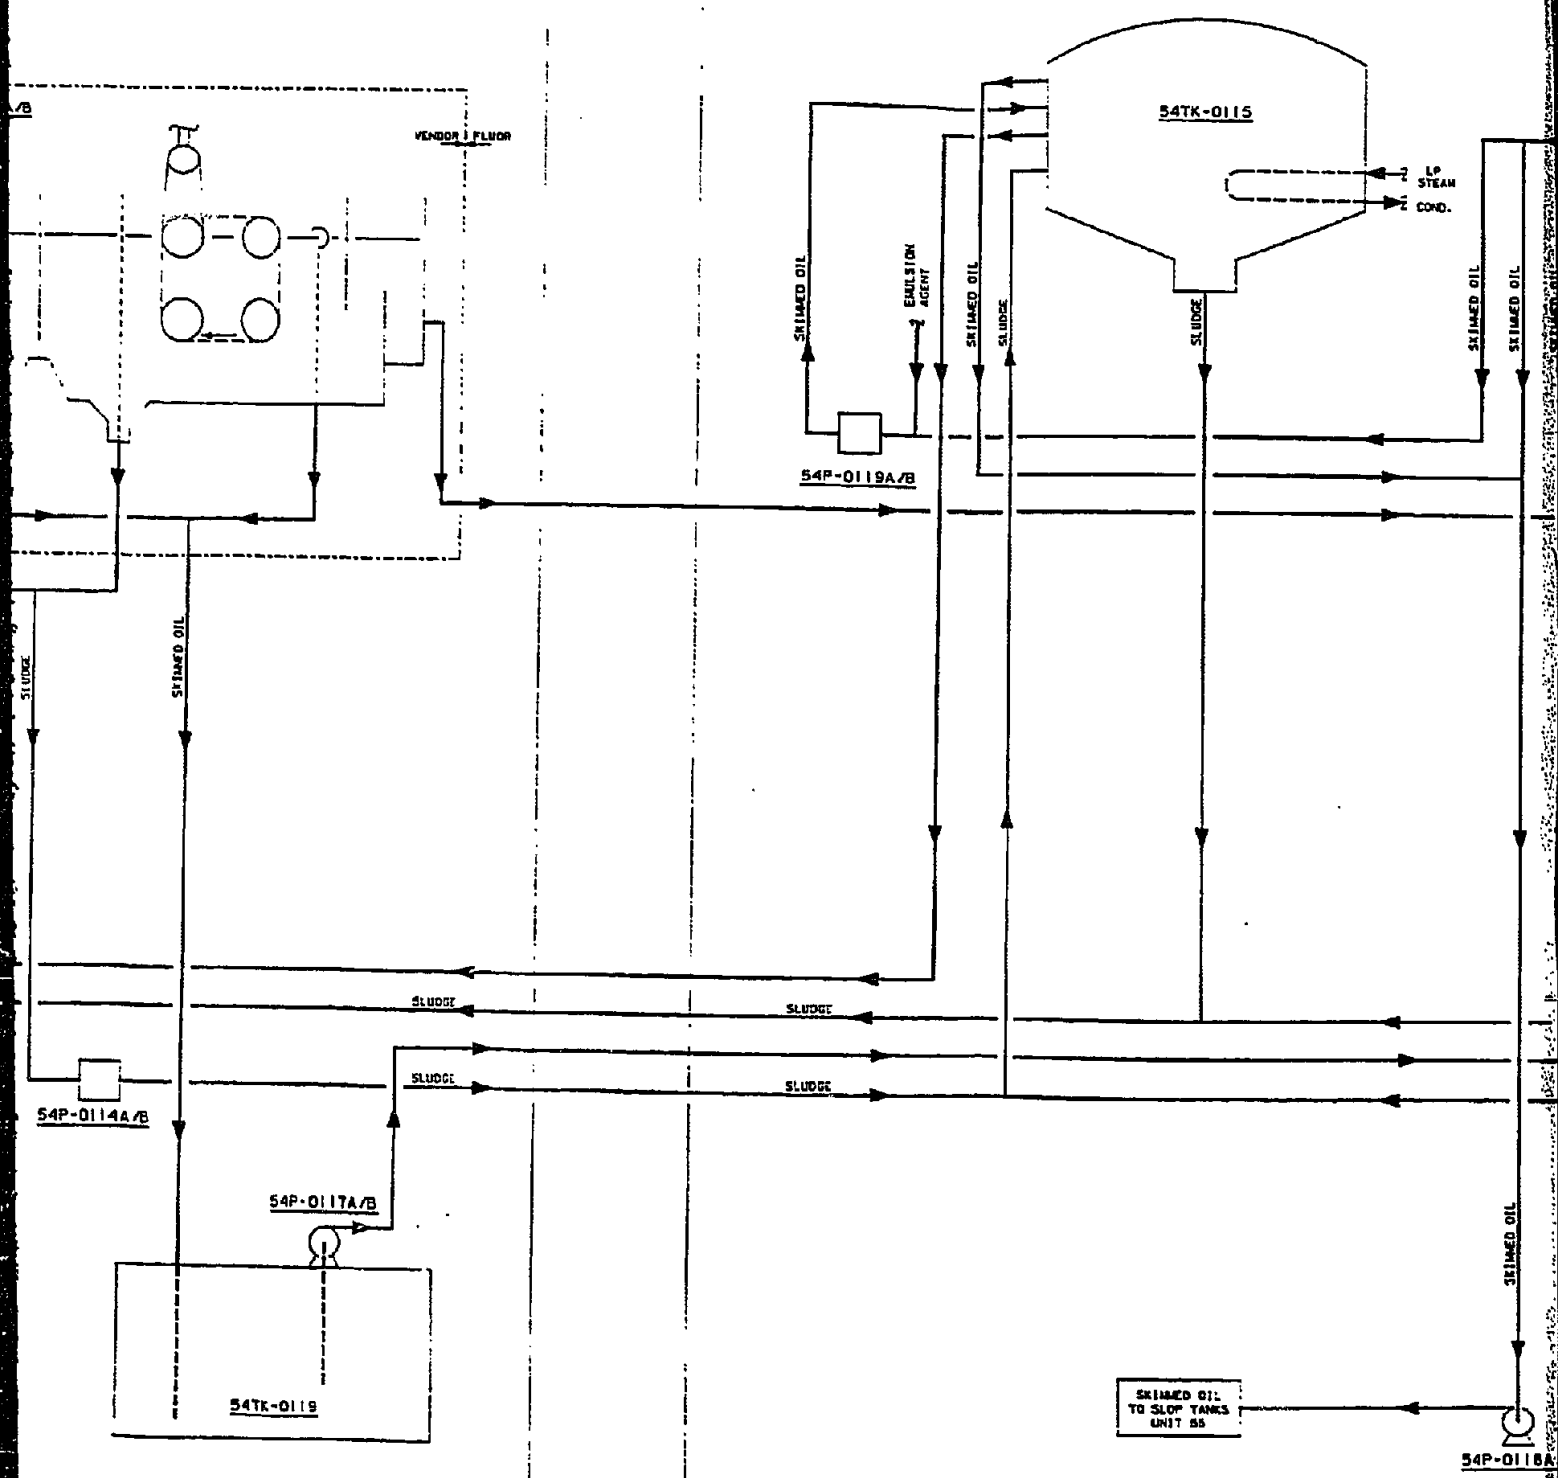 A/B
VENDOR FLUOR
54TK-0115
LP
STEAM
COND.
SKIMMED OIL
EMULSION
AGENT
SKIMMED OIL
SLUDGE
SLUDGE
SKIMMED OIL
SKIMMED OIL
54P-0119A/B
SLUDGE
SKIMMED OIL
SLUDGE
SLUDGE
SLUDGE
SLUDGE
54P-0114A/B
54P-0117A/B
SKIMMED OIL
54TK-0119
SKIMMED OIL
TO SLOP TANKS
UNIT 55